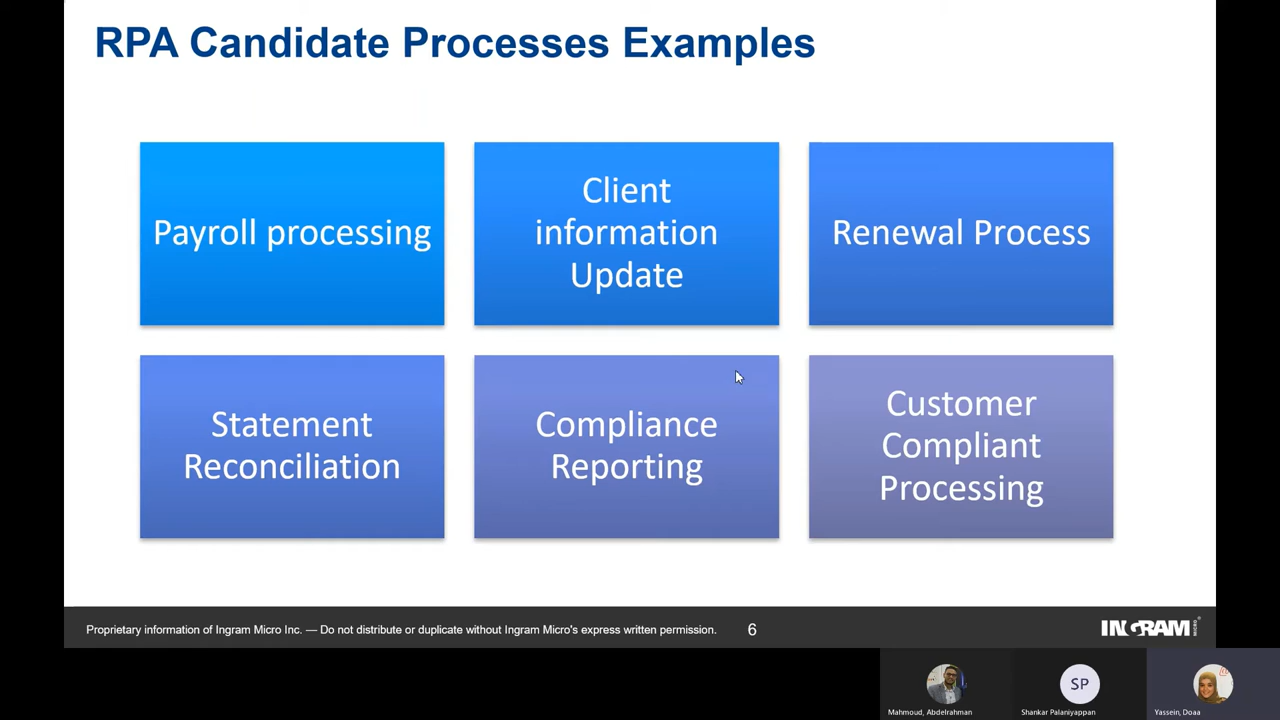 RPA Candidate Processes Examples
Payroll processing
Client
information
Update
Renewal Process
Statement
Reconciliation
Compliance
Reporting
Customer
Compliant
Processing
Proprietary information of Ingram Micro Inc. — Do not distribute or duplicate without Ingram Micro's express written permission.
6
INGRAM
MICRO
SP
Mahmoud, Abdelrahman
Shankar Palaniyappan
Yassein, Doaa